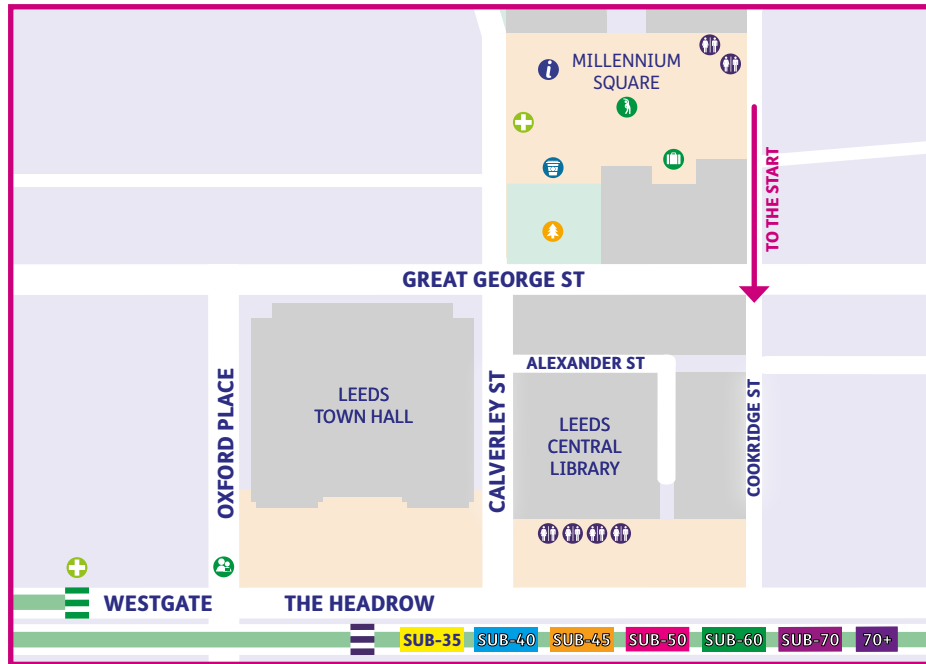 MILLENNIUM
SQUARE
i
TO THE START
GREAT GEORGE ST
ALEXANDER ST
OXFORD PLACE
LEEDS
TOWN HALL
CALVERLEY ST
LEEDS
CENTRAL
LIBRARY
COOKRIDGE ST
WESTGATE
THE HEADROW
SUB-35
SUB-40
SUB-45
SUB-50
SUB-60
SUB-70
70+